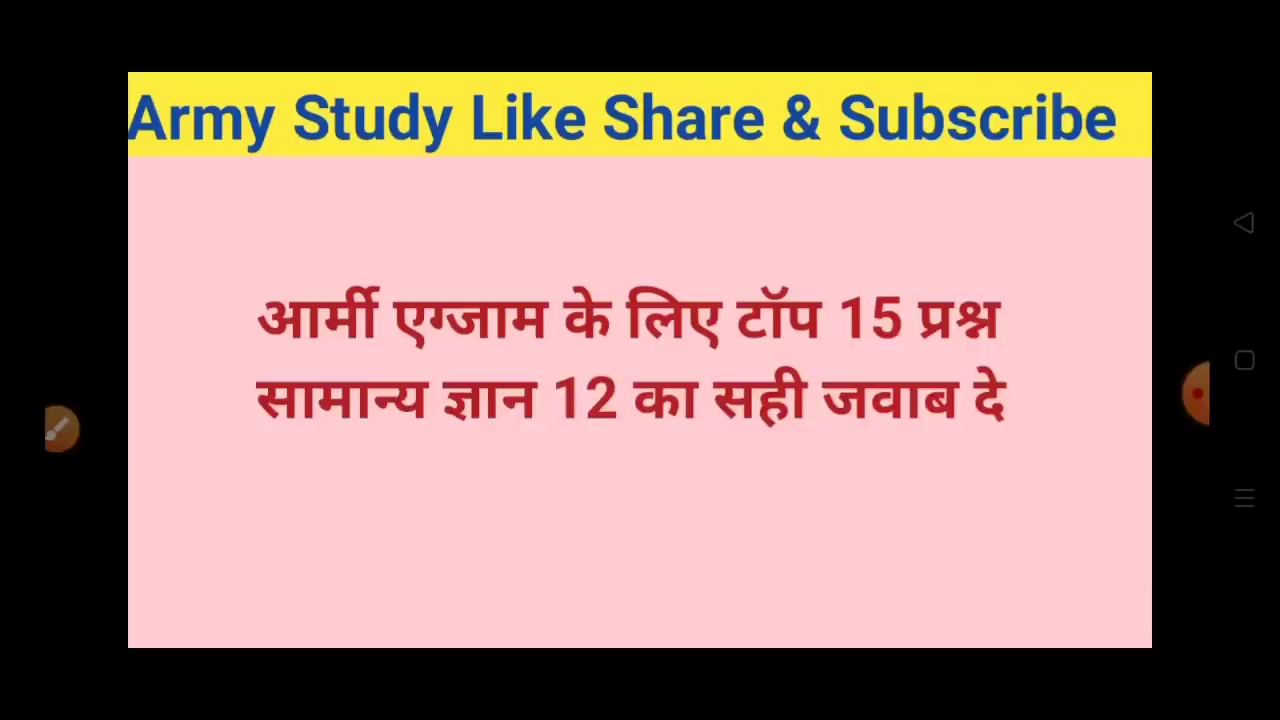 Army Study Like Share & Subscribe
आर्मी एग्जाम के लिए टॉप 15 प्रश्न
सामान्य ज्ञान 12 का सही जवाब दे